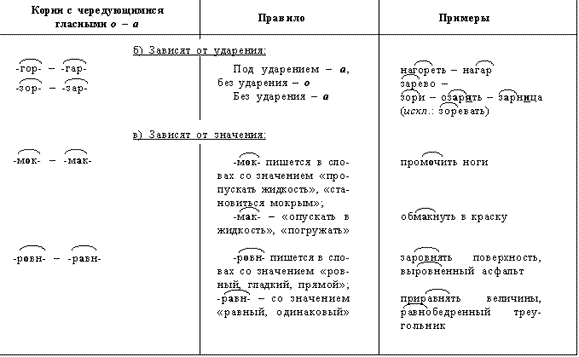 Корни с чередующимися Правило Примеры
гласными о – а
б) Зависят от ударения:
-гор- – -гар- Под ударением – а, нагореть – нагар
-зор- – -зар- без ударения – о зарево –
Без ударения – а зори – озарять – зарница
(искл.: зоревать)
в) Зависят от значения:
-мок- – -мак- -мок- пишется в сло- промочить ноги
вах со значением «про-
пускать жидкость», «ста-
новиться мокрым»;
-мак- – «опускать в обмакнуть в краску
жидкость», «погружать»
-ровн- – -равн- -ровн- пишется в сло- заровнять поверхность,
вах со значением «ров- выровненный асфальт
ный, гладкий, прямой»;
-равн- – со значением приравнять величины,
«равный, одинаковый» равнобедренный треу-
гольник